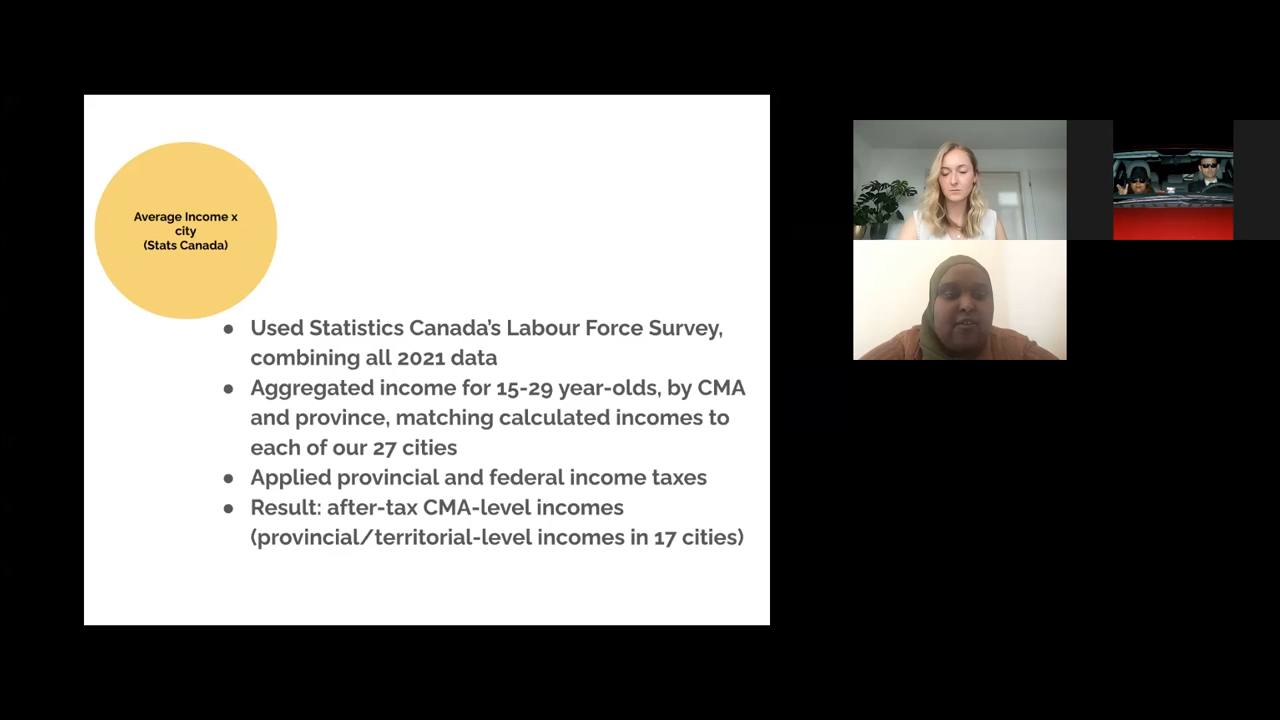 Average Income x
city
(Stats Canada)
● Used Statistics Canada's Labour Force Survey,
combining all 2021 data
● Aggregated income for 15-29 year-olds, by CMA
and province, matching calculated incomes to
each of our 27 cities
● Applied provincial and federal income taxes
● Result: after-tax CMA-level incomes
(provincial/territorial-level incomes in 17 cities)